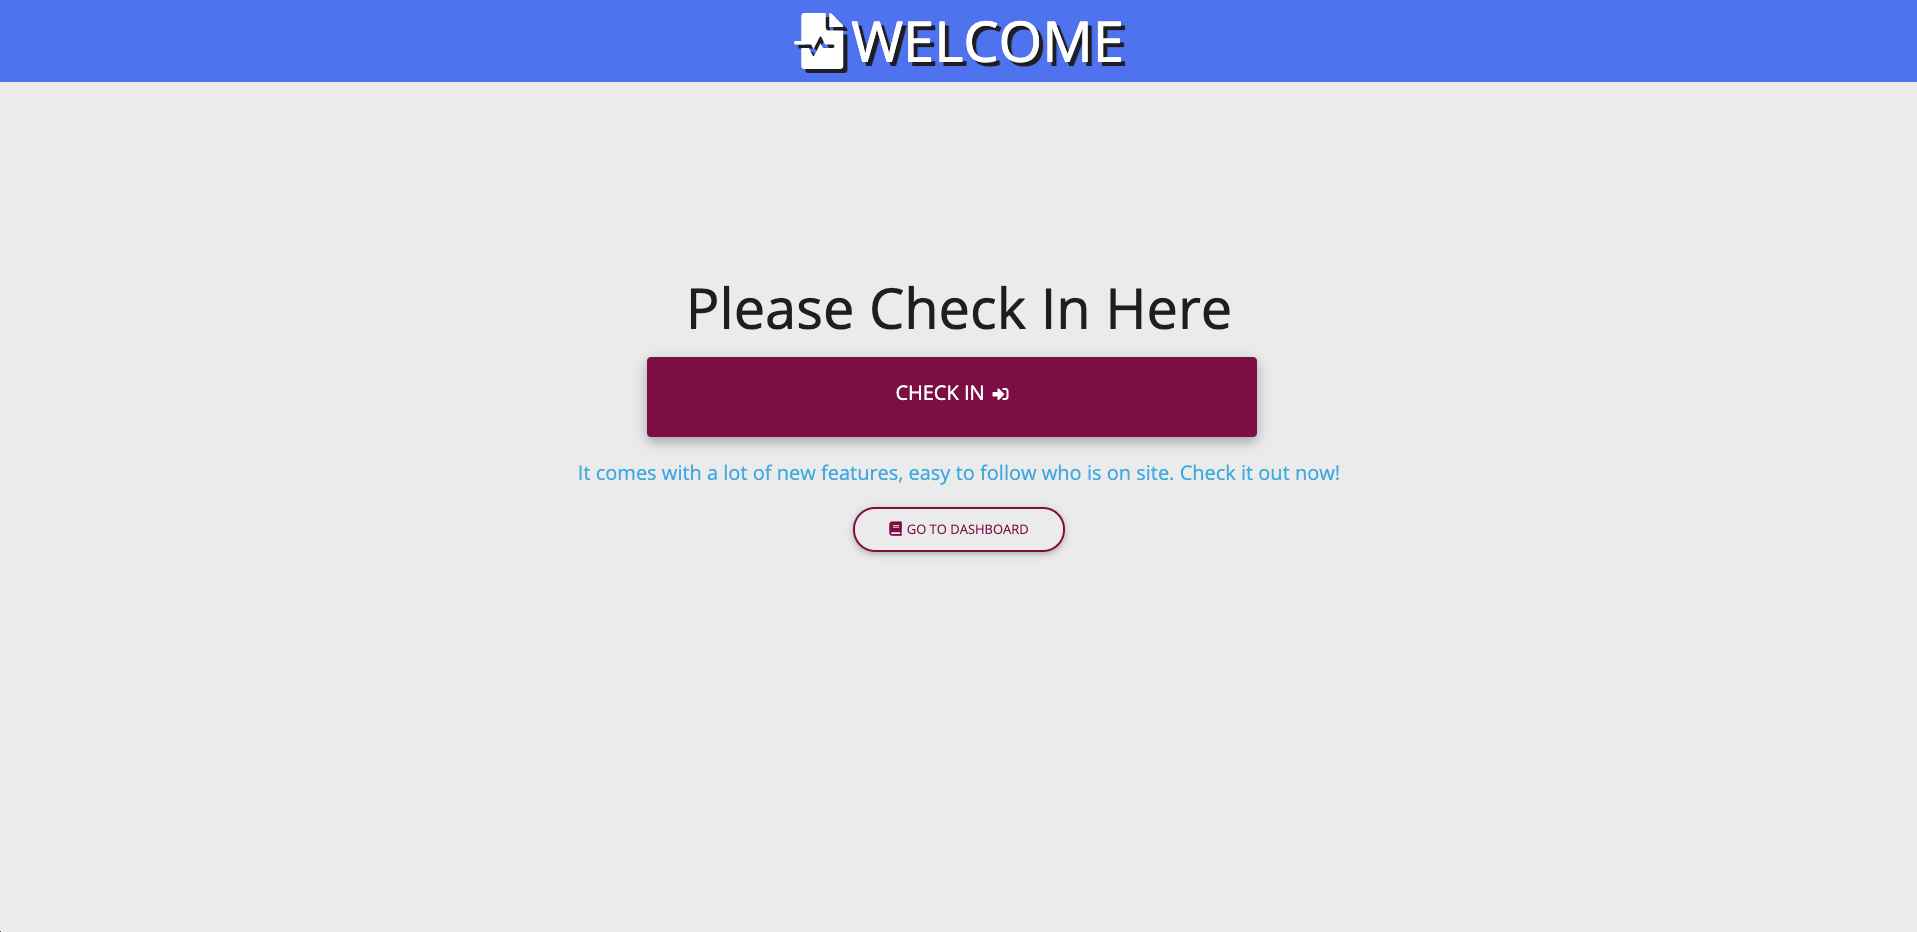 WELCOME
Please Check In Here
CHECK IN
It comes with a lot of new features, easy to follow who is on site. Check it out now!
GO TO DASHBOARD